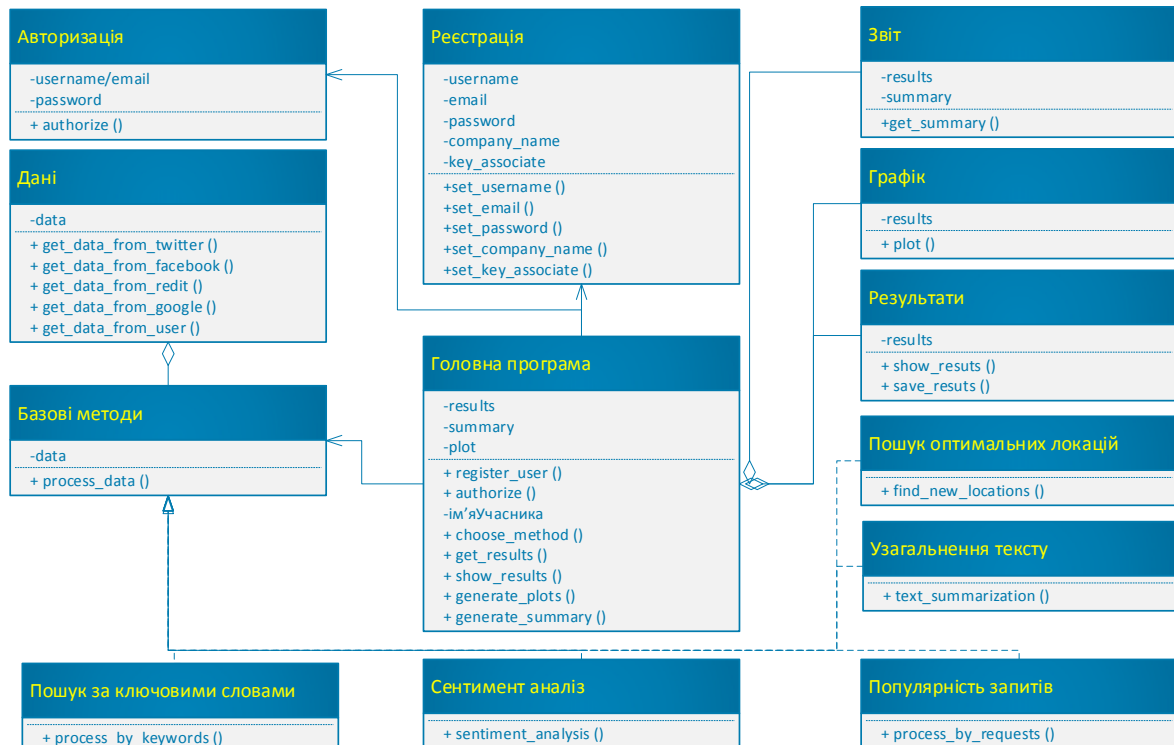 Авторизація
-username/email
-password
+ authorize ()
Дані
-data
+ get_data_from_twitter ()
+ get_data_from_facebook ()
+ get_data_from_redit ()
+ get_data_from_google ()
+ get_data_from_user ()
Базові методи
-data
+ process_data ()
Реєстрація
-username
-email
-password
-company_name
-key_associate
+set_username ()
+set_email ()
+set_password ()
+set_company_name ()
+set_key_associate ()
Головна програма
-results
-summary
-plot
+ register_user ()
+ authorize ()
-ім’яУчасника
+ choose_method ()
+ get_results ()
+ show_results ()
+ generate_plots ()
+ generate_summary ()
Звіт
-results
-summary
+get_summary ()
Графік
-results
+ plot ()
Результати
-results
+ show_resuts ()
+ save_resuts ()
Пошук оптимальних локацій
+ find_new_locations ()
Узагальнення тексту
+ text_summarization ()
Пошук за ключовими словами
+ process_by_keywords ()
Сентимент аналіз
+ sentiment_analysis ()
Популярність запитів
+ process_by_requests ()